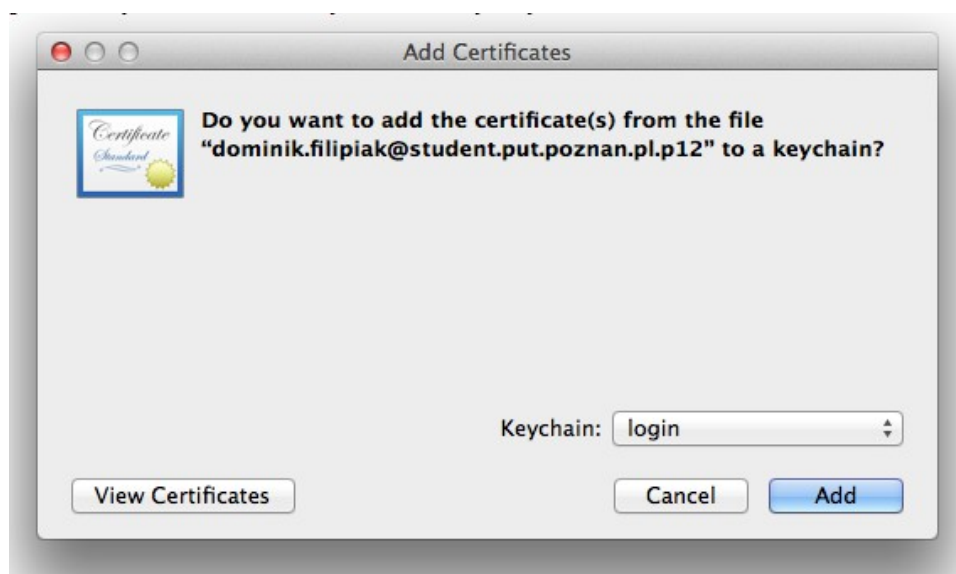 Add Certificates
Certificate
Standard
Do you want to add the certificate(s) from the file
“dominik.filipiak@student.put.poznan.pl.p12” to a keychain?
Keychain: login
View Certificates Cancel Add